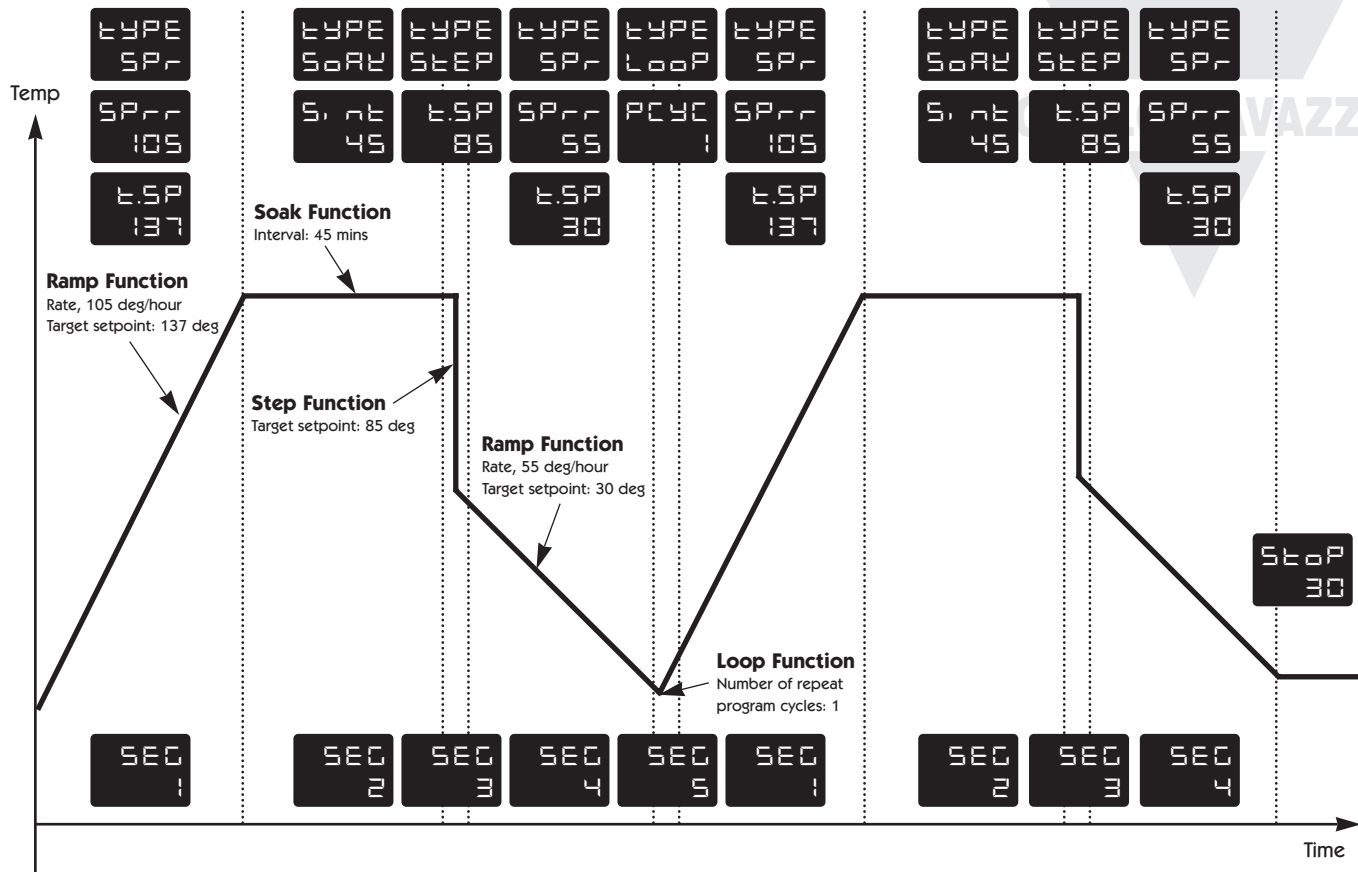 tYPE SPr
tYPE SoAK
tYPE StEP
tYPE SPr
tYPE LooP
tYPE SPr
tYPE SoAK
tYPE StEP
tYPE SPr
Temp
SPrr 105
Si nt 45
t.SP 85
SPrr 55
PCYC 1
SPrr 105
Si nt 45
t.SP 85
SPrr 55
AVAZZ
t.SP 137
t.SP 30
t.SP 137
t.SP 30
Soak Function
Interval: 45 mins
Ramp Function
Rate, 105 deg/hour
Target setpoint: 137 deg
Step Function
Target setpoint: 85 deg
Ramp Function
Rate, 55 deg/hour
Target setpoint: 30 deg
StoP 30
Loop Function
Number of repeat
program cycles: 1
SEG 1
SEG 2
SEG 3
SEG 4
SEG 5
SEG 1
SEG 2
SEG 3
SEG 4
Time